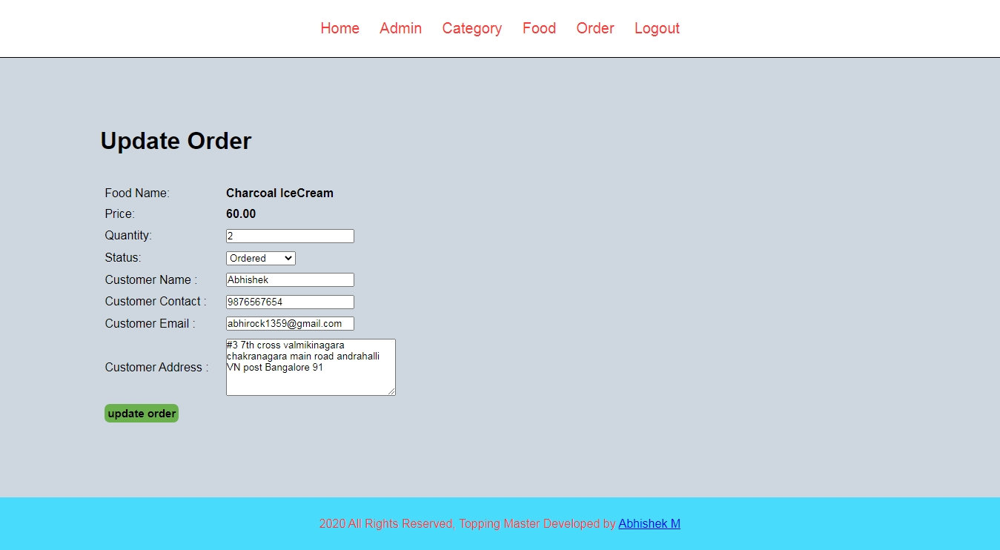 Home Admin Category Food Order Logout
Update Order
Food Name: Charcoal IceCream
Price: 60.00
Quantity: 2
Status: Ordered
Customer Name : Abhishek
Customer Contact : 9876567654
Customer Email : abhirock1359@gmail.com
Customer Address : #3 7th cross valmikinagara
chakranagara main road andrahalli
VN post Bangalore 91
update order
2020 All Rights Reserved, Topping Master Developed by Abhishek M